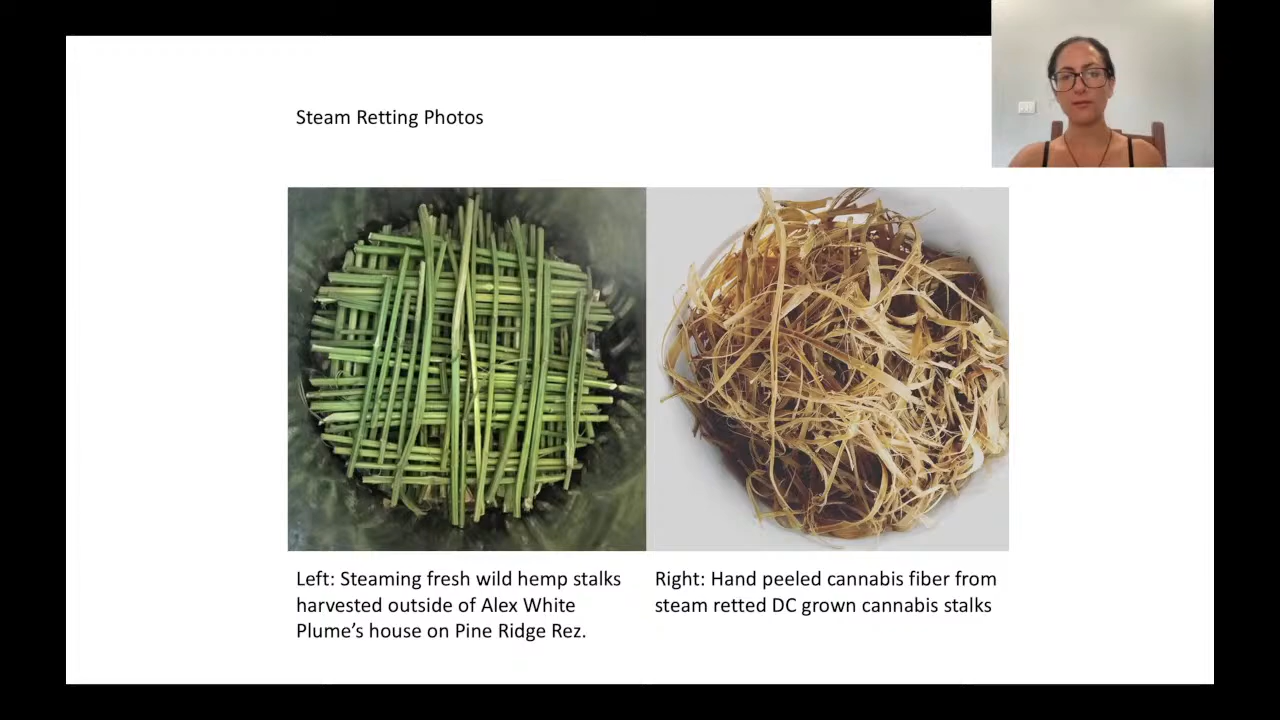 Steam Retting Photos
Left: Steaming fresh wild hemp stalks
harvested outside of Alex White
Plume’s house on Pine Ridge Rez.
Right: Hand peeled cannabis fiber from
steam retted DC grown cannabis stalks